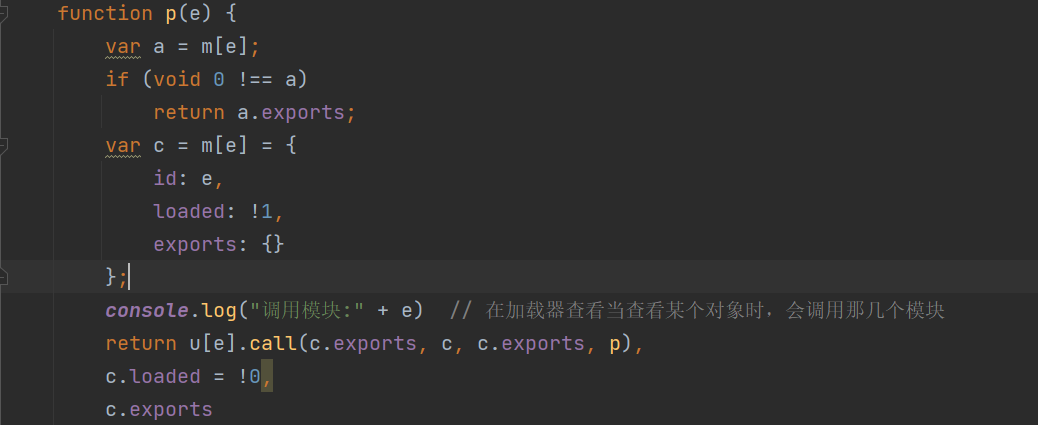 function p(e) {
var a = m[e];
if (void 0 !== a)
return a.exports;
var c = m[e] = {
id: e,
loaded: !1,
exports: {}
};
console.log("调用模块:" + e)  // 在加载器查看当查看某个对象时，会调用那几个模块
return u[e].call(c.exports, c, c.exports, p),
c.loaded = !0,
c.exports